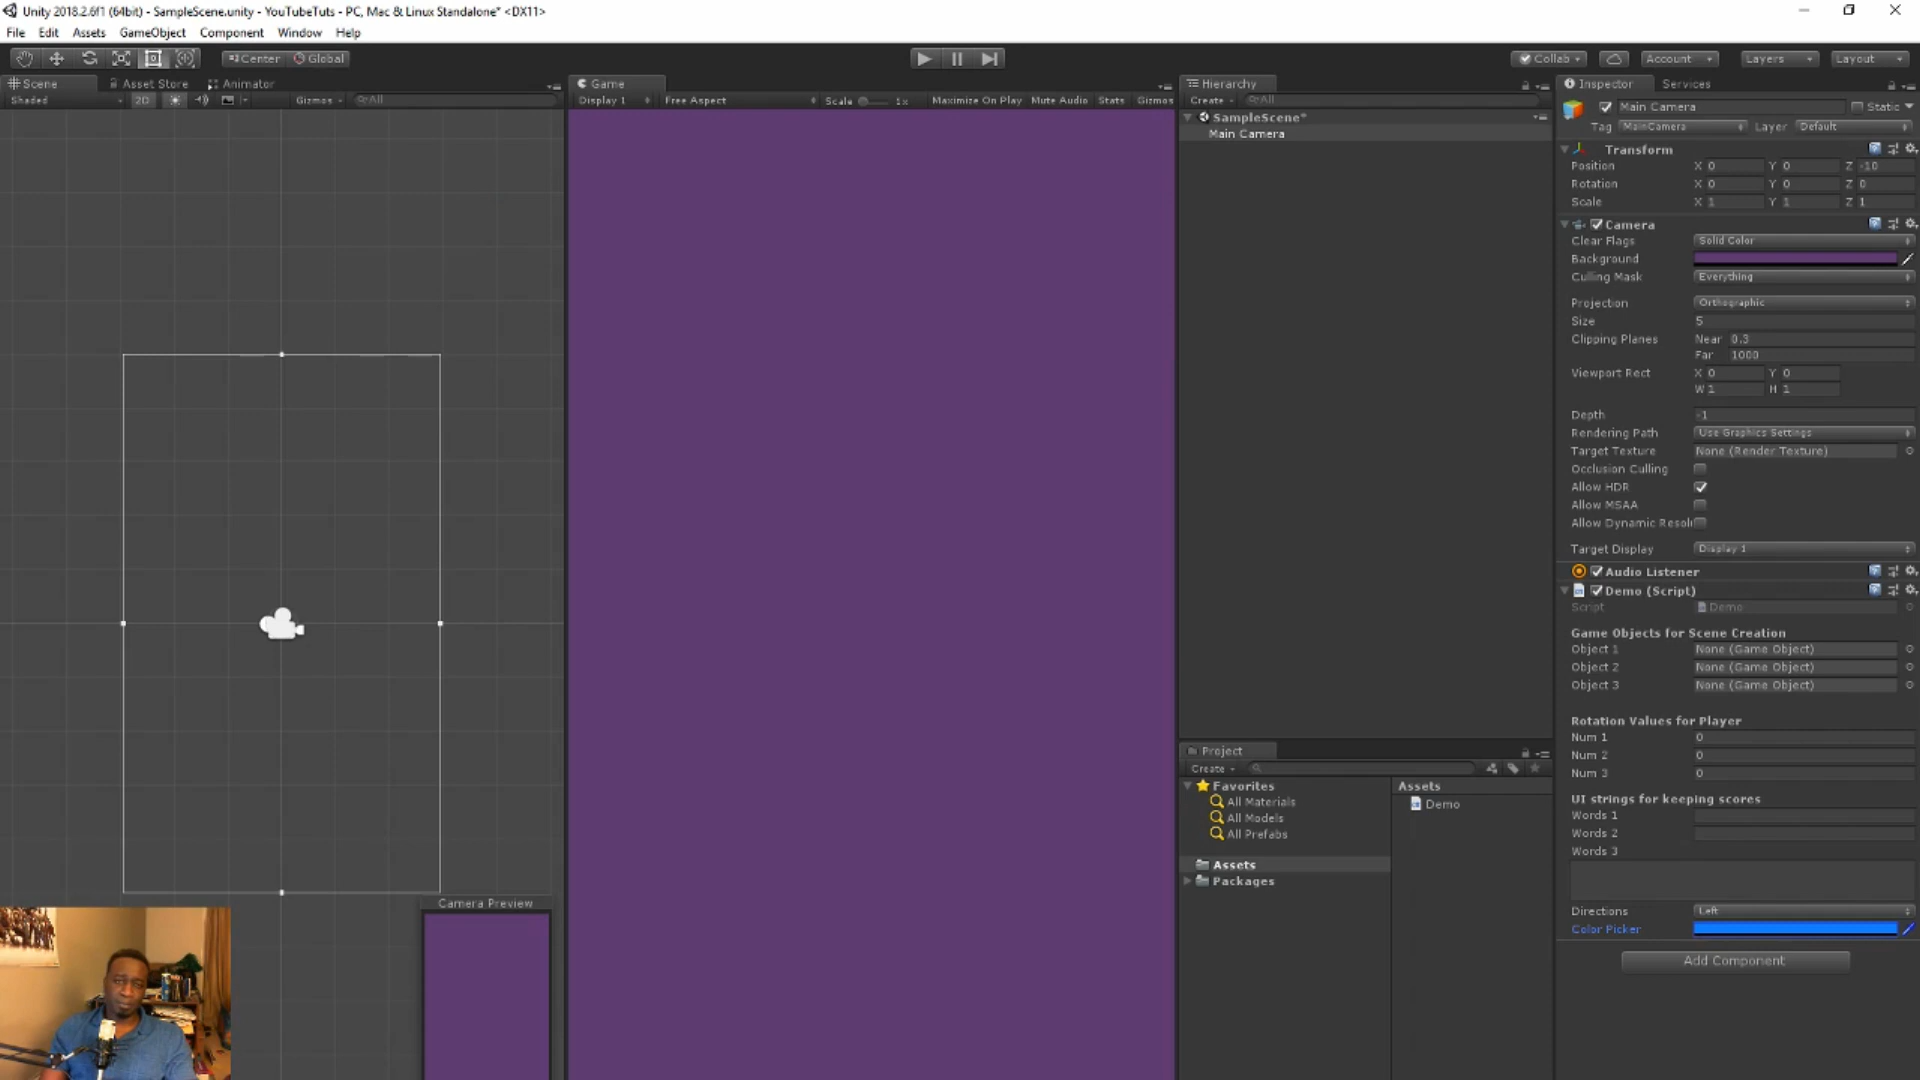 Unity 2018.2.6f1 (64bit) - SampleScene.unity - YouTubeTuts - PC, Mac & Linux Standalone* <DX11>
File Edit Assets GameObject Component Window Help
Center Global
Collab Account Layers Layout
Scene Asset Store Animator
Shaded 2D Gizmos All
Game
Display 1 Free Aspect Scale 1x Maximize On Play Mute Audio Stats Gizmos
Hierarchy
Create All
SampleScene*
Main Camera
Inspector Services
Main Camera Static
Tag MainCamera Layer Default
Transform
Position X 0 Y 0 Z -10
Rotation X 0 Y 0 Z 0
Scale X 1 Y 1 Z 1
Camera
Clear Flags Solid Color
Background
Culling Mask Everything
Projection Orthographic
Size 5
Clipping Planes Near 0.3
Far 1000
Viewport Rect X 0 Y 0
W 1 H 1
Depth -1
Rendering Path Use Graphics Settings
Target Texture None (Render Texture)
Occlusion Culling
Allow HDR
Allow MSAA
Allow Dynamic Resol
Target Display Display 1
Audio Listener
Demo (Script)
Script Demo
Game Objects for Scene Creation
Object 1 None (Game Object)
Object 2 None (Game Object)
Object 3 None (Game Object)
Rotation Values for Player
Num 1 0
Num 2 0
Num 3 0
UI strings for keeping scores
Words 1
Words 2
Words 3
Directions Left
Color Picker
Add Component
Project
Create
Favorites
All Materials
All Models
All Prefabs
Assets
Packages
Assets
Demo
Camera Preview